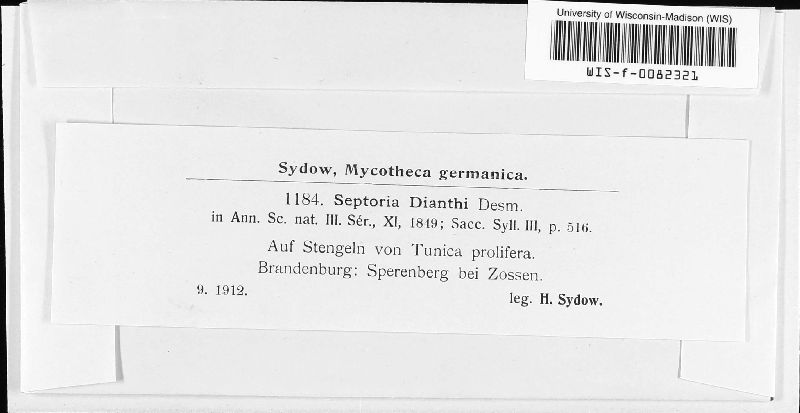 University of Wisconsin-Madison (WIS)
WIS-f-0082321
Sydow, Mycotheca germanica.
1184. Septoria Dianthi Desm.
in Ann. Sc. nat. III. Sér., XI, 1849; Sacc. Syll. III, p. 516.
Auf Stengeln von Tunica prolifera.
Brandenburg: Sperenberg bei Zossen.
9. 1912.
leg. H. Sydow.